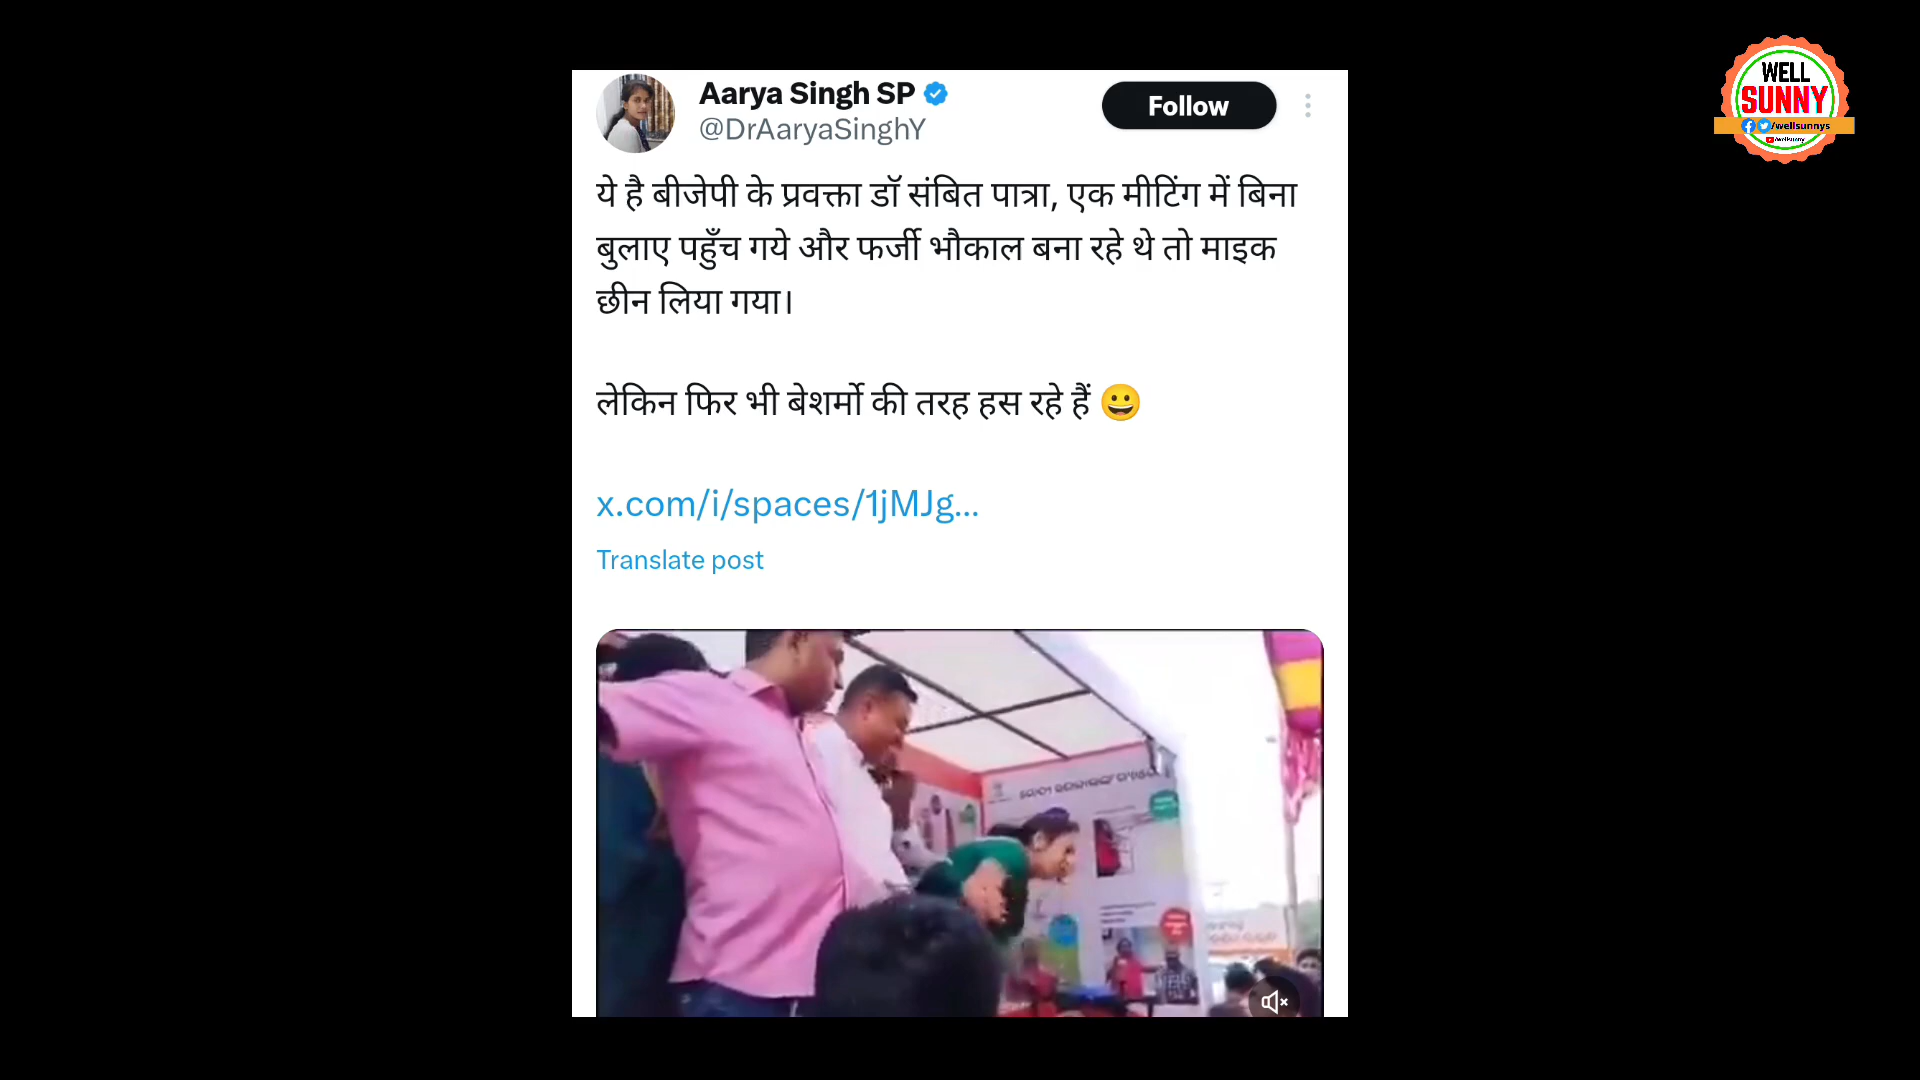 Aarya Singh SP
@DrAaryaSinghY
Follow
ये है बीजेपी के प्रवक्ता डॉ संबित पात्रा, एक मीटिंग में बिना
बुलाए पहुँच गये और फर्जी भौकाल बना रहे थे तो माइक
छीन लिया गया।
लेकिन फिर भी बेशर्मो की तरह हस रहे हैं 😀
x.com/i/spaces/1jMJg...
Translate post
WELL
SUNNY
/wellsunnys
/wellsunny